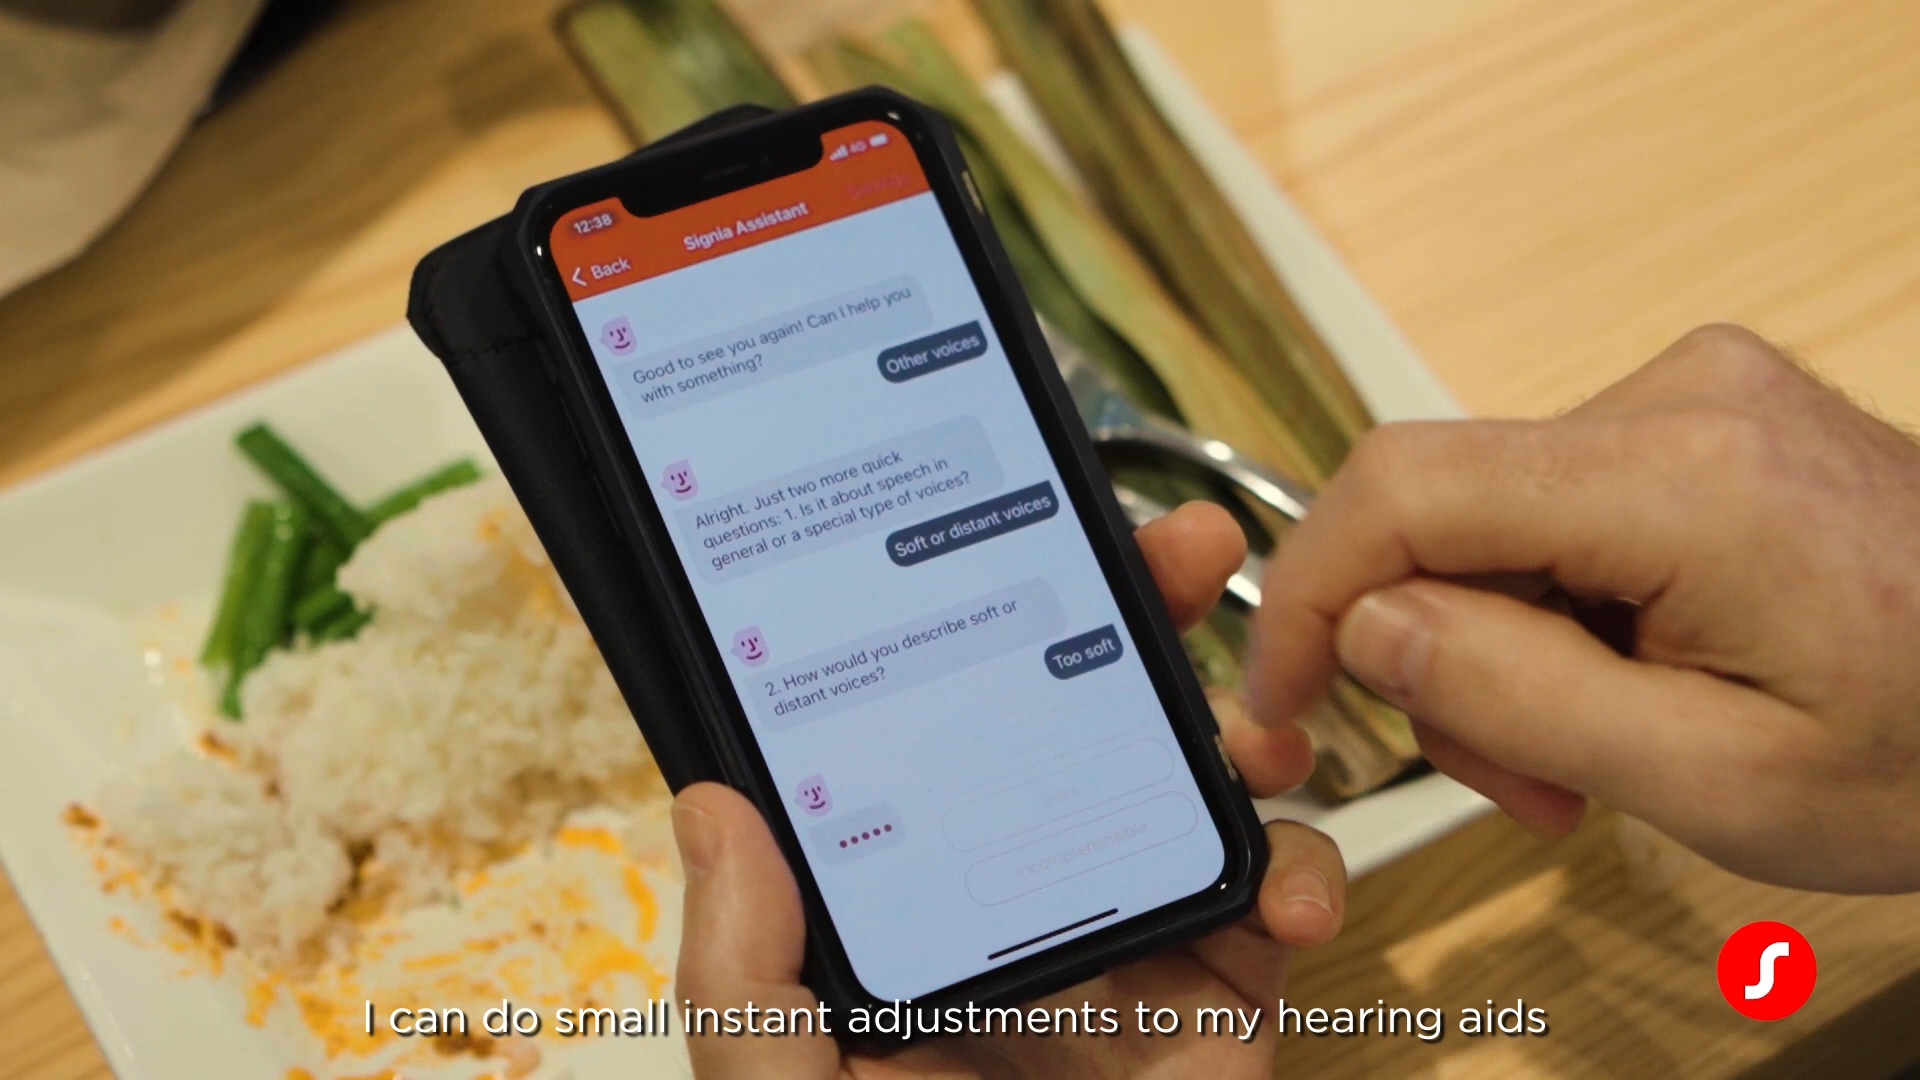 12:38
4G
Back
Signia Assistant
Good to see you again! Can I help you
with something?
Other voices
Alright. Just two more quick
questions: 1. Is it about speech in
general or a special type of voices?
Soft or distant voices
2. How would you describe soft or
distant voices?
Too soft
Incomprehensible
I can do small instant adjustments to my hearing aids